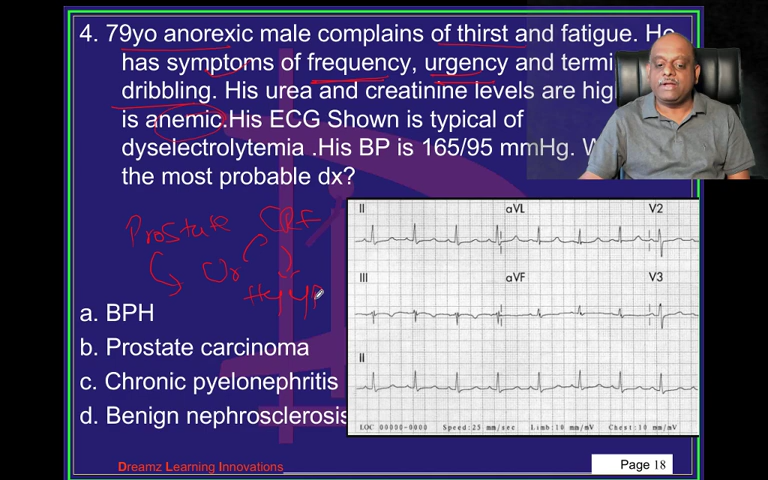 4. 79yo anorexic male complains of thirst and fatigue. He
has symptoms of frequency, urgency and termi
dribbling. His urea and creatinine levels are hig
is anemic.His ECG Shown is typical of
dyselectrolytemia .His BP is 165/95 mmHg. W
the most probable dx?
Prostate CRF
Ur
Hyyp
II aVL V2
III aVF V3
II
LOC 00000-0000 Speed:25 mm/sec Limb:10 mm/mV Chest:10 mm/mV
a. BPH
b. Prostate carcinoma
c. Chronic pyelonephritis
d. Benign nephrosclerosis
Dreamz Learning Innovations
Page 18